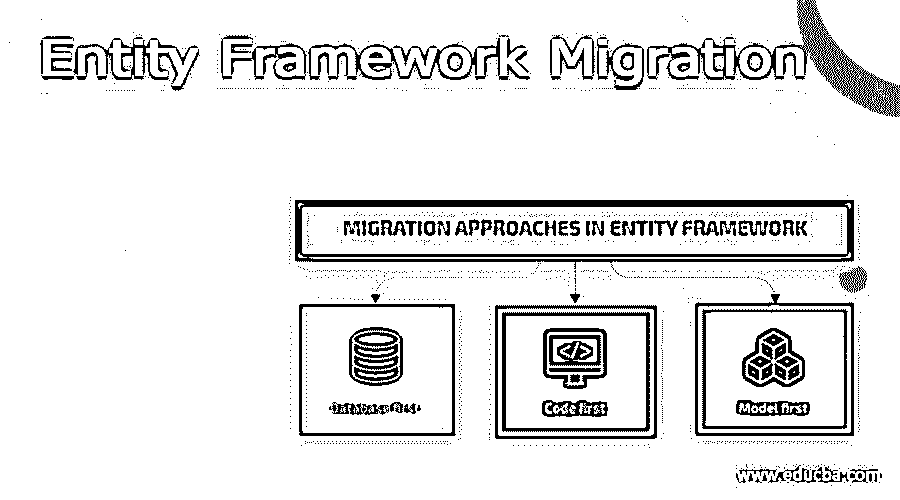 Entity Framework Migration
MIGRATION APPROACHES IN ENTITY FRAMEWORK
Database first
Code first
Model first
www.educba.com